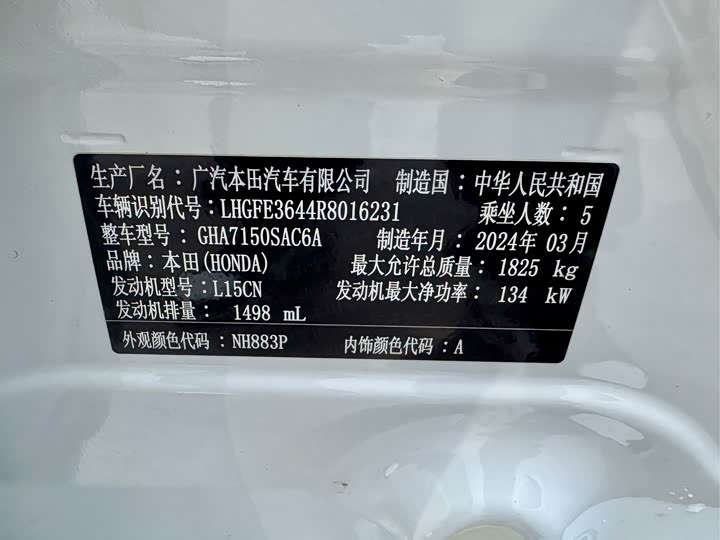 生产厂名：广汽本田汽车有限公司 制造国：中华人民共和国
车辆识别代号：LHGFE3644R8016231 乘坐人数：5
整车型号：GHA7150SAC6A 制造年月：2024年 03月
品牌：本田(HONDA) 最大允许总质量：1825 kg
发动机型号:L15CN 发动机最大净功率：134 kW
发动机排量：1498 mL
外观颜色代码：NH883P 内饰颜色代码：A